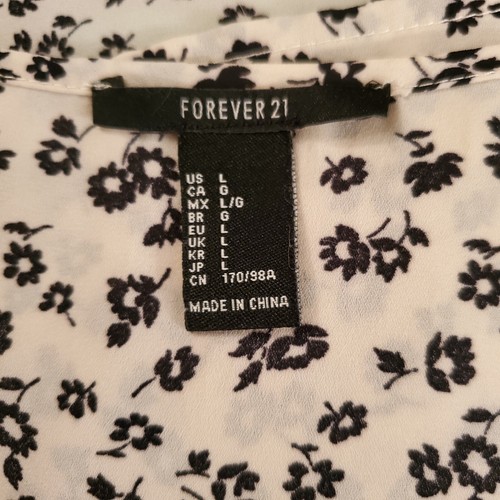 FOREVER 21
US L
CA G
MX L/G
BR G
EU L
UK L
KR L
JP L
CN 170/98A
MADE IN CHINA